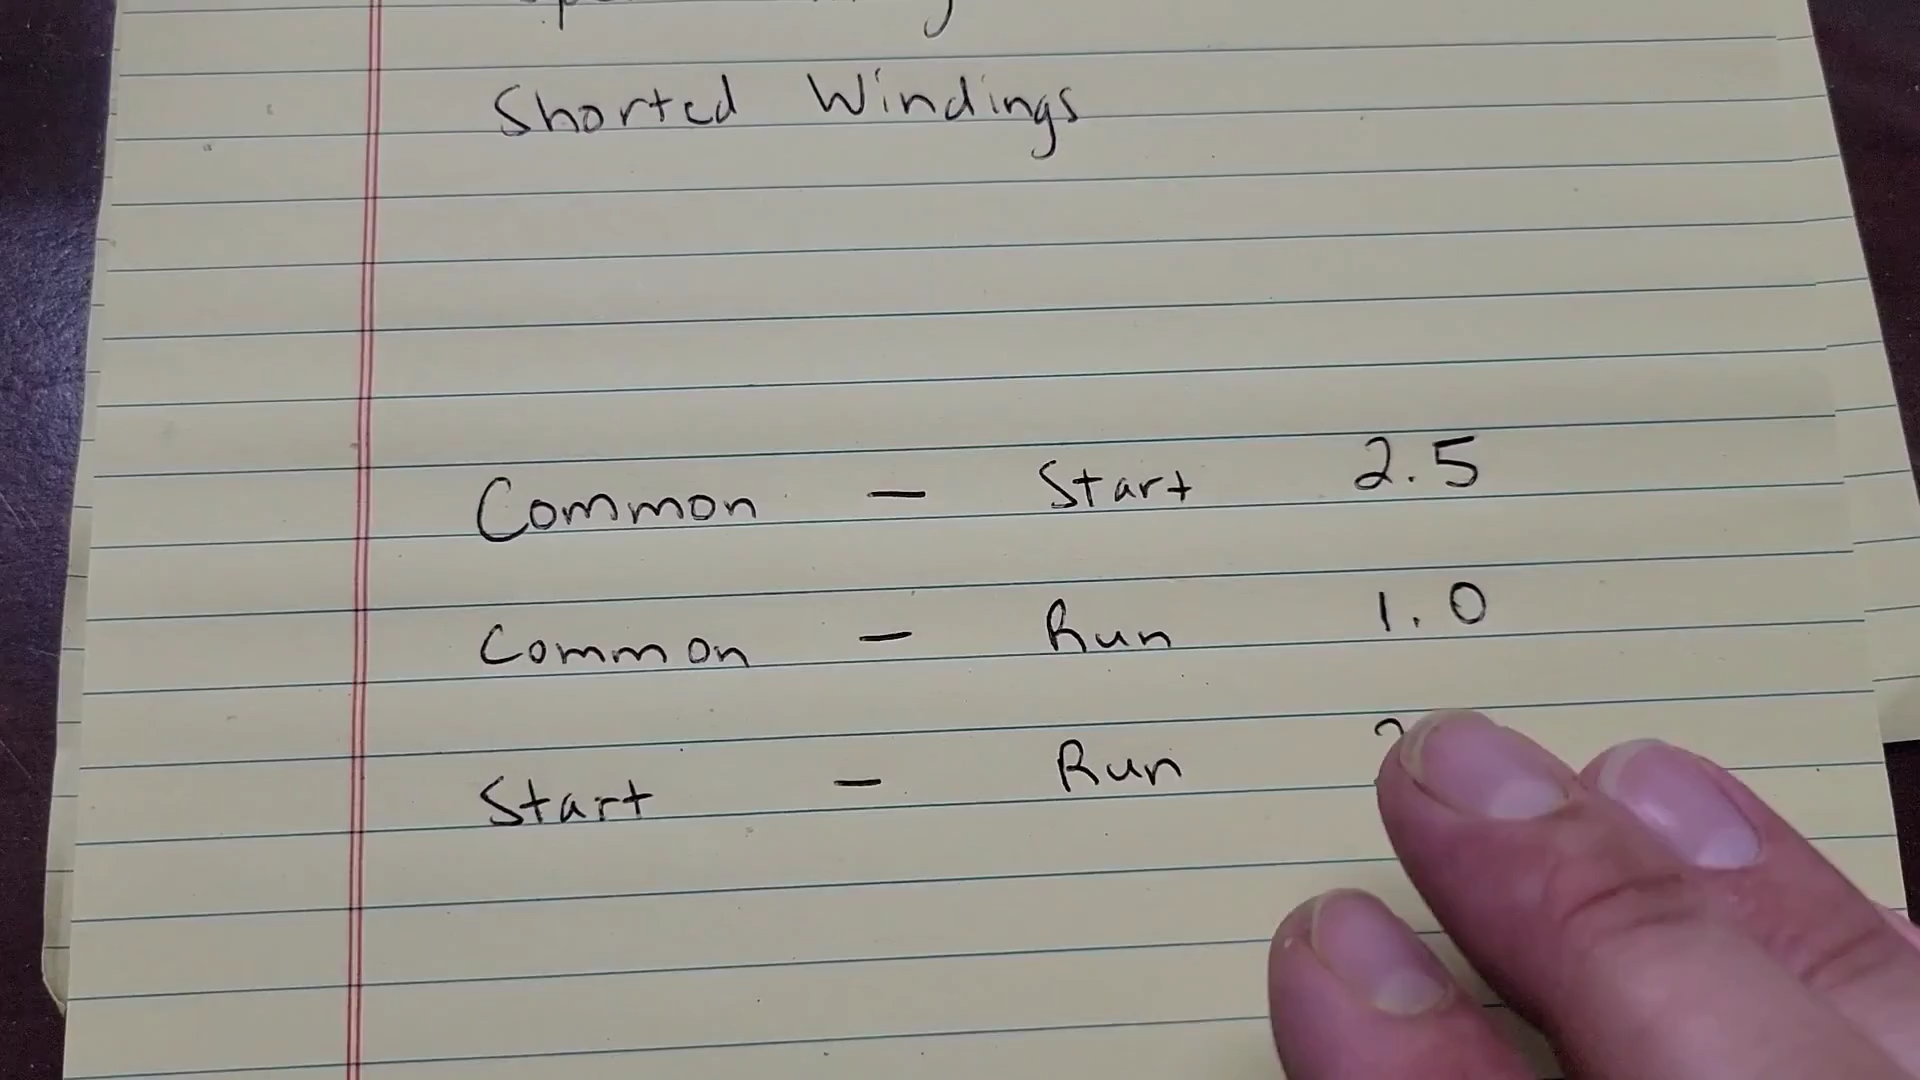 Shorted Windings
Common - Start 2.5
Common - Run 1.0
Start - Run